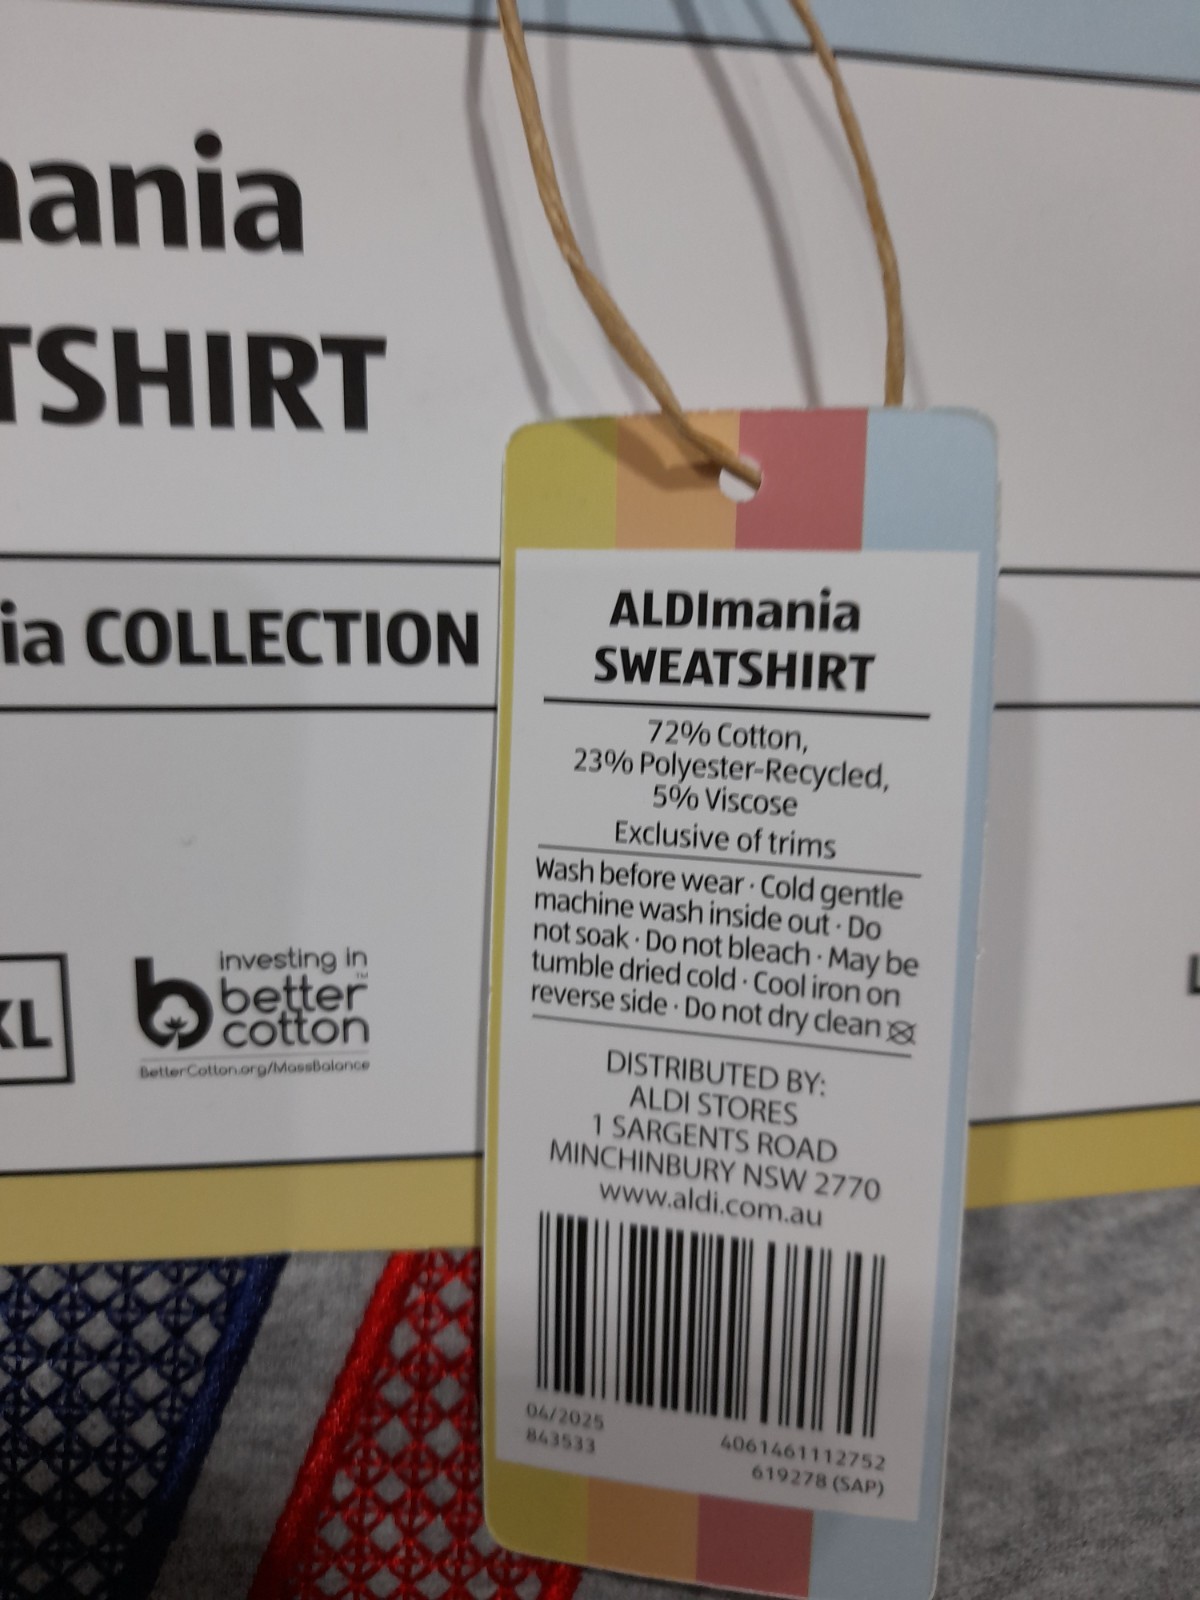 mania
TSHIRT
ia COLLECTION
XL
investing in
better™
cotton
BetterCotton.org/MassBalance
L
ALDImania
SWEATSHIRT
72% Cotton,
23% Polyester-Recycled,
5% Viscose
Exclusive of trims
Wash before wear · Cold gentle
machine wash inside out · Do
not soak · Do not bleach · May be
tumble dried cold · Cool iron on
reverse side · Do not dry clean
DISTRIBUTED BY:
ALDI STORES
1 SARGENTS ROAD
MINCHINBURY NSW 2770
www.aldi.com.au
04/2025
843533
4061461112752
619278 (SAP)